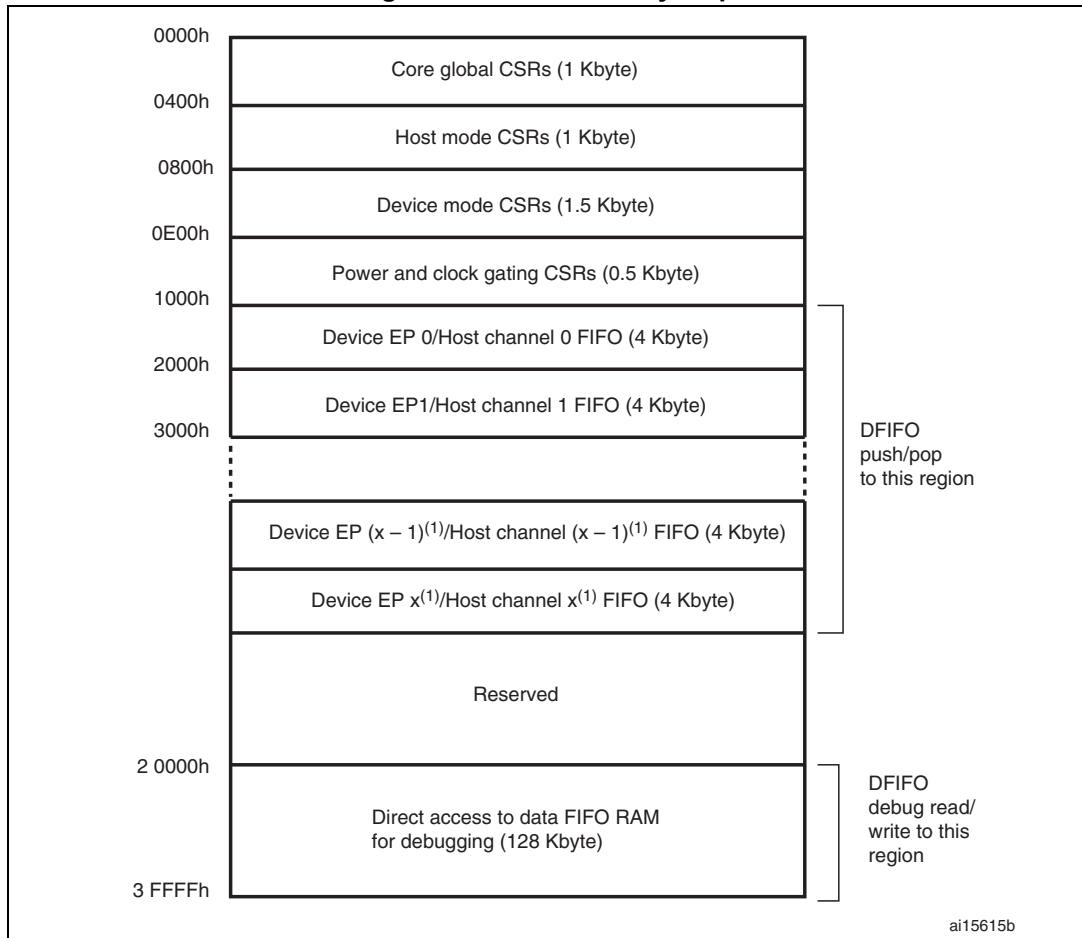 0000h
Core global CSRs (1 Kbyte)
0400h
Host mode CSRs (1 Kbyte)
0800h
Device mode CSRs (1.5 Kbyte)
0E00h
Power and clock gating CSRs (0.5 Kbyte)
1000h
Device EP 0/Host channel 0 FIFO (4 Kbyte)
2000h
Device EP1/Host channel 1 FIFO (4 Kbyte)
3000h
DFIFO
push/pop
to this region
Device EP (x – 1)(1)/Host channel (x – 1)(1) FIFO (4 Kbyte)
Device EP x(1)/Host channel x(1) FIFO (4 Kbyte)
Reserved
2 0000h
Direct access to data FIFO RAM
for debugging (128 Kbyte)
DFIFO
debug read/
write to this
region
3 FFFFh
ai15615b